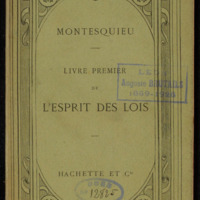 MONTESQUIEU
LIVRE PREMIER
DE
L'ESPRIT DES LOIS
HACHETTE ET Cie